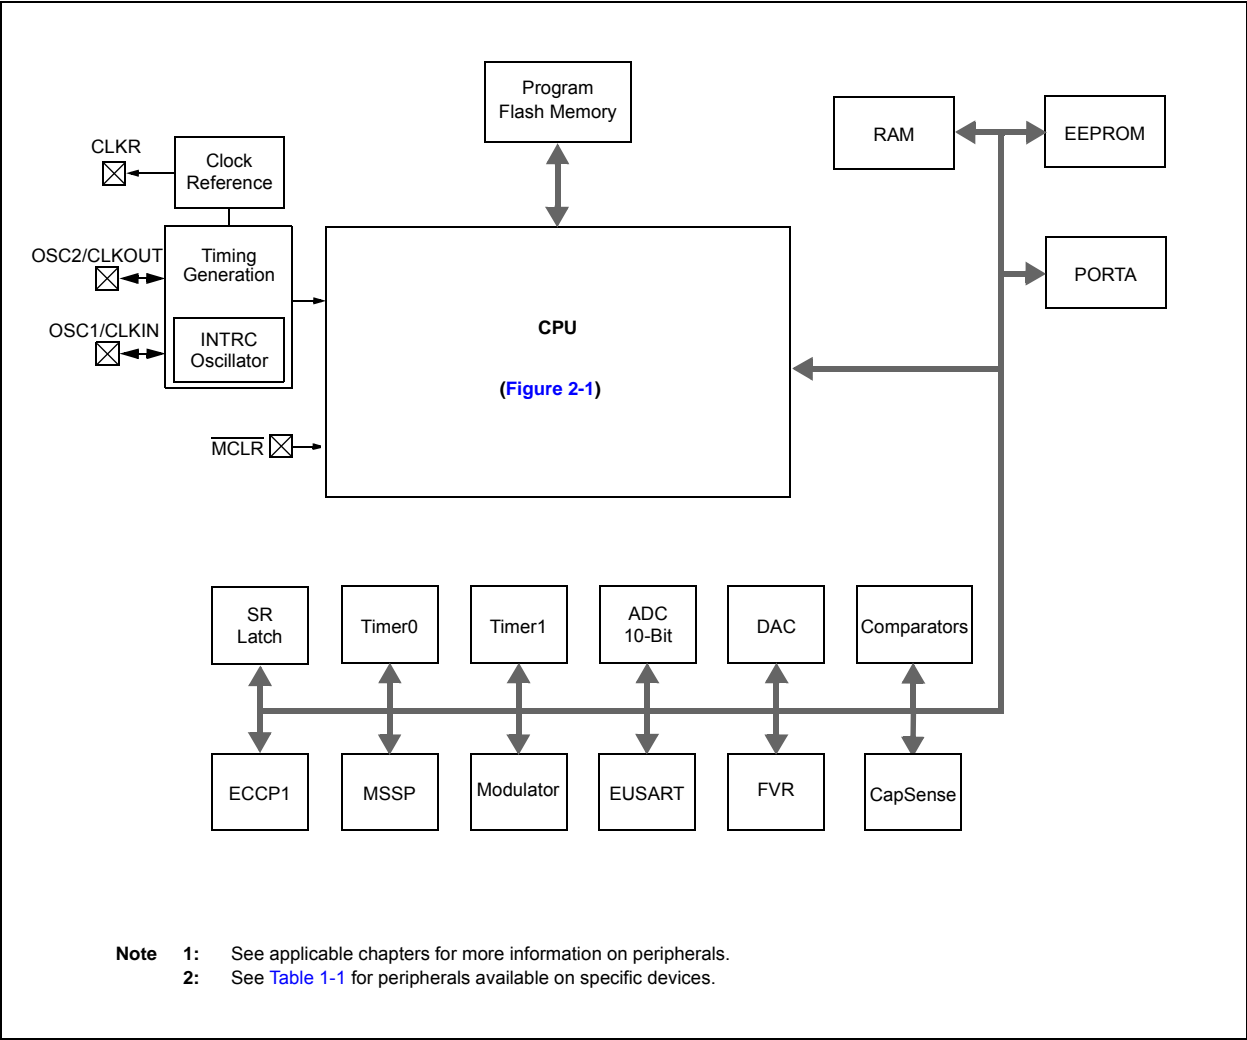 Program
Flash Memory
RAM
EEPROM
CLKR
Clock
Reference
OSC2/CLKOUT
Timing
Generation
PORTA
OSC1/CLKIN
INTRC
Oscillator
CPU
(Figure 2-1)
MCLR
SR
Latch
Timer0
Timer1
ADC
10-Bit
DAC
Comparators
ECCP1
MSSP
Modulator
EUSART
FVR
CapSense
Note 1: See applicable chapters for more information on peripherals.
2: See Table 1-1 for peripherals available on specific devices.